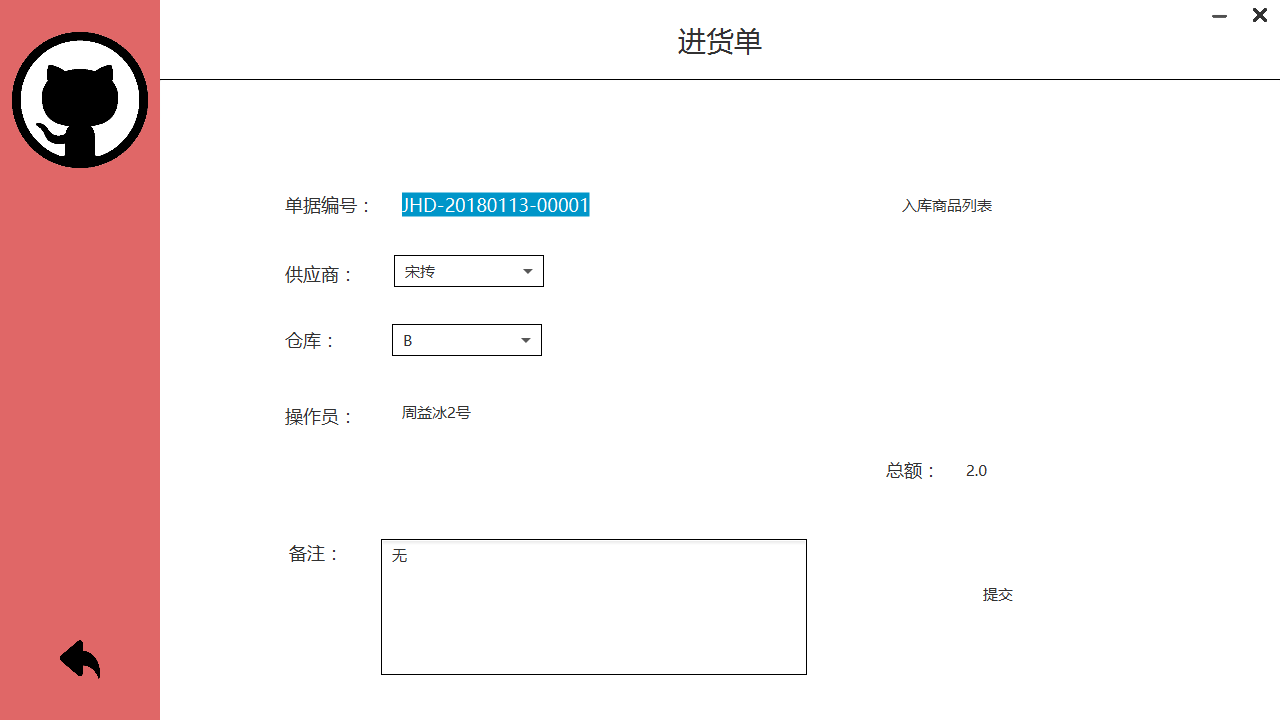 进货单
单据编号： JHD-20180113-00001
入库商品列表
供应商： 宋抟
仓库： B
操作员： 周益冰2号
总额： 2.0
备注： 无
提交